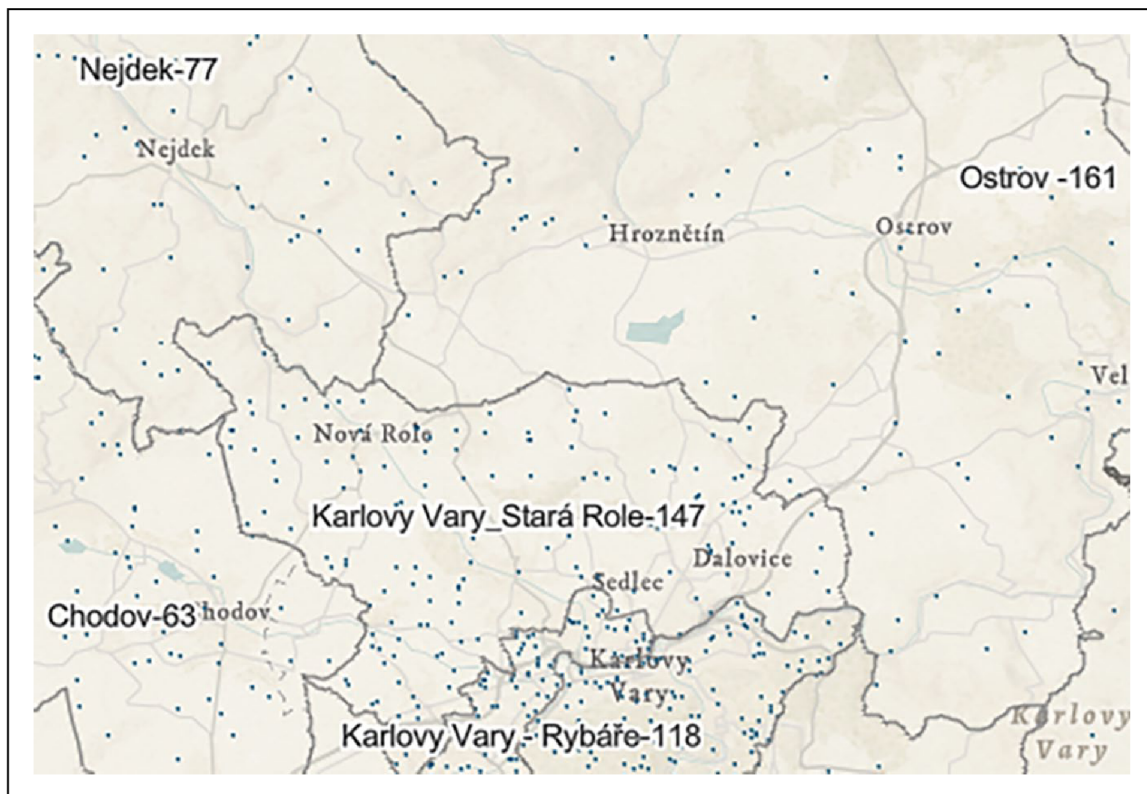 Nejdek-77
Nejdek
Ostrov -161
Hroznětín
Ostrov
Vel
Nová Role
Karlovy Vary_Stará Role-147
Dalovice
Sedlec
Chodov-63
Chodov
Karlovy
Vary
Karlovy Vary - Rybáře-118
Karlovy
Vary